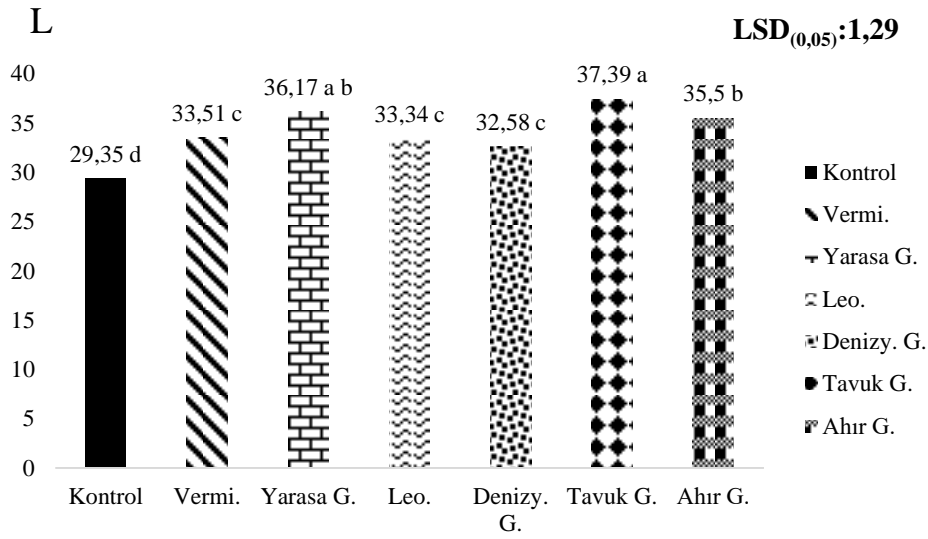 L
LSD(0,05):1,29
40
35
30
25
20
15
10
5
0
29,35 d
33,51 c
36,17 a b
33,34 c
32,58 c
37,39 a
35,5 b
Kontrol
Vermi.
Yarasa G.
Leo.
Denizy.
G.
Tavuk G.
Ahır G.
Kontrol
Vermi.
Yarasa G.
Leo.
Denizy. G.
Tavuk G.
Ahır G.